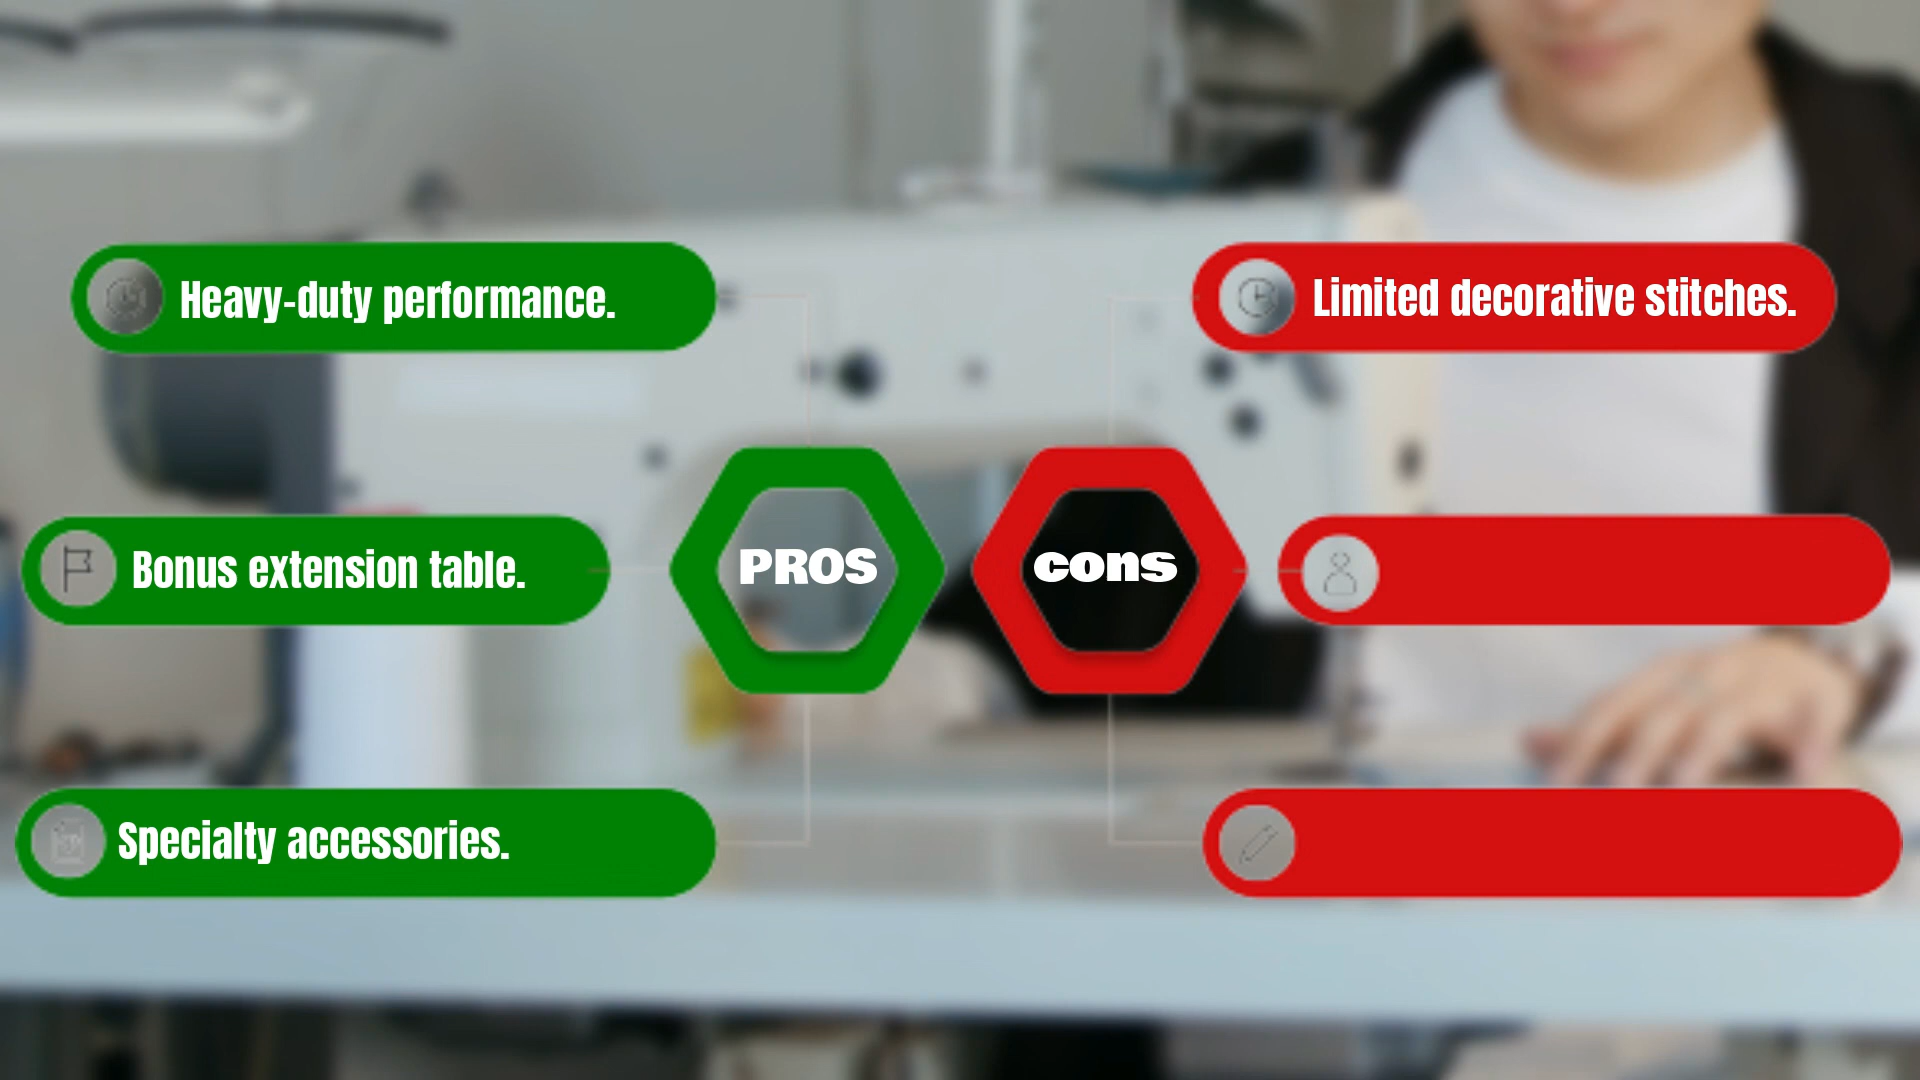 Heavy-duty performance.
Bonus extension table.
Specialty accessories.
PROS
cons
Limited decorative stitches.